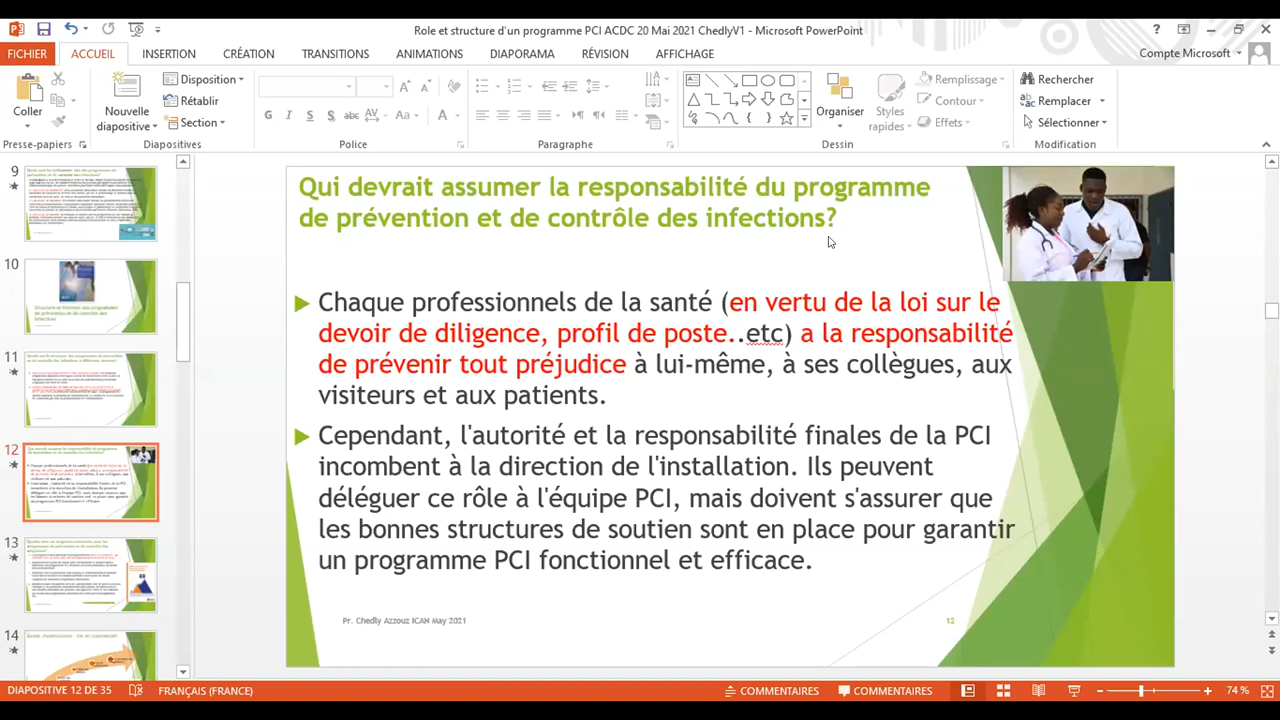 Role et structure d'un programme PCI ACDC 20 Mai 2021 ChedlyV1 - Microsoft PowerPoint
FICHIER ACCUEIL INSERTION CRÉATION TRANSITIONS ANIMATIONS DIAPORAMA RÉVISION AFFICHAGE Compte Microsoft
Coller
Nouvelle diapositive
Disposition
Rétablir
Section
Organiser
Styles rapides
Remplissage
Contour
Effets
Rechercher
Remplacer
Sélectionner
Presse-papiers Diapositives Police Paragraphe Dessin Modification
9
10
11
12
13
14
devrait assurer la responsabilité du programme
de prévention et de contrôle des infections?
Chaque professionnels de la santé (en vertu de la loi sur le
devoir de diligence, profil de poste..etc) a la responsabilité
de prévenir tout préjudice à lui-même, à ses collègues, aux
visiteurs et aux patients.
Cependant, l'autorité et la responsabilité finales de la PCI
incombent à la direction de l'installation. Ils peuvent
déléguer ce rôle à l'équipe PCI, mais doivent s'assurer que
les bonnes structures de soutien sont en place pour garantir
un programme PCI fonctionnel et efficace.
Pr. Chedly Azzouz ICAN May 2021
12
DIAPOSITIVE 12 DE 35 FRANÇAIS (FRANCE) COMMENTAIRES COMMENTAIRES 74 %